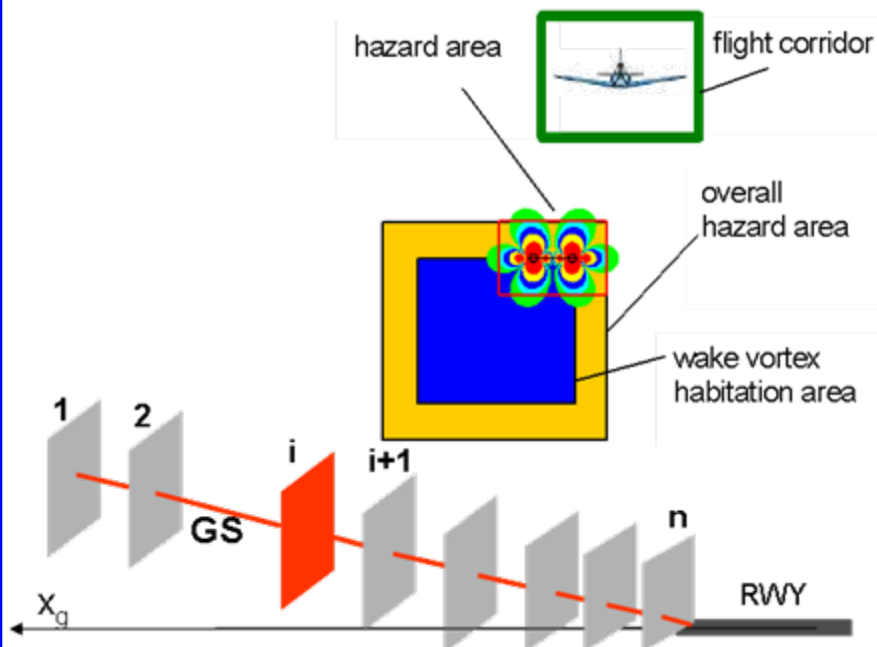 hazard area
flight corridor
overall
hazard area
wake vortex
habitation area
1
2
i
i+1
n
GS
RWY
Xg